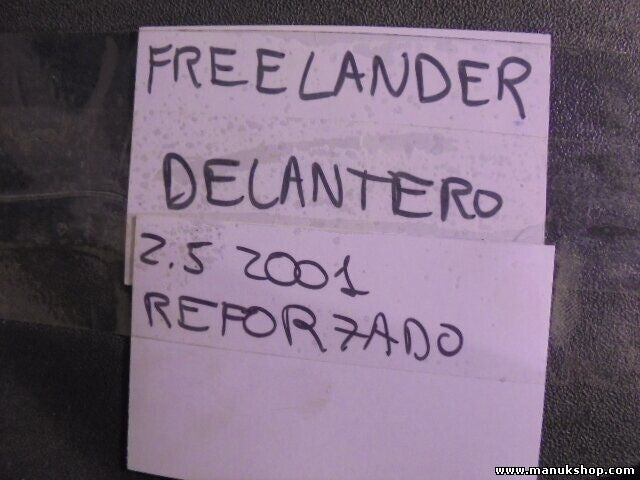 FREELANDER
DELANTERO
2.5 2001
REFORZADO
www.manukshop.com